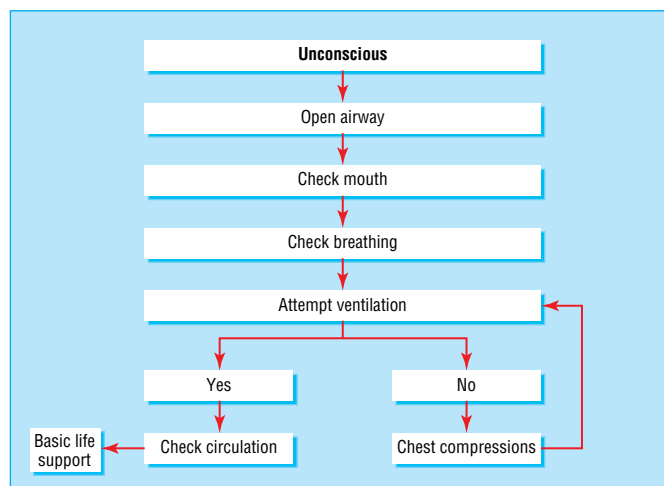 Unconscious
Open airway
Check mouth
Check breathing
Attempt ventilation
Yes
No
Basic life
support
Check circulation
Chest compressions